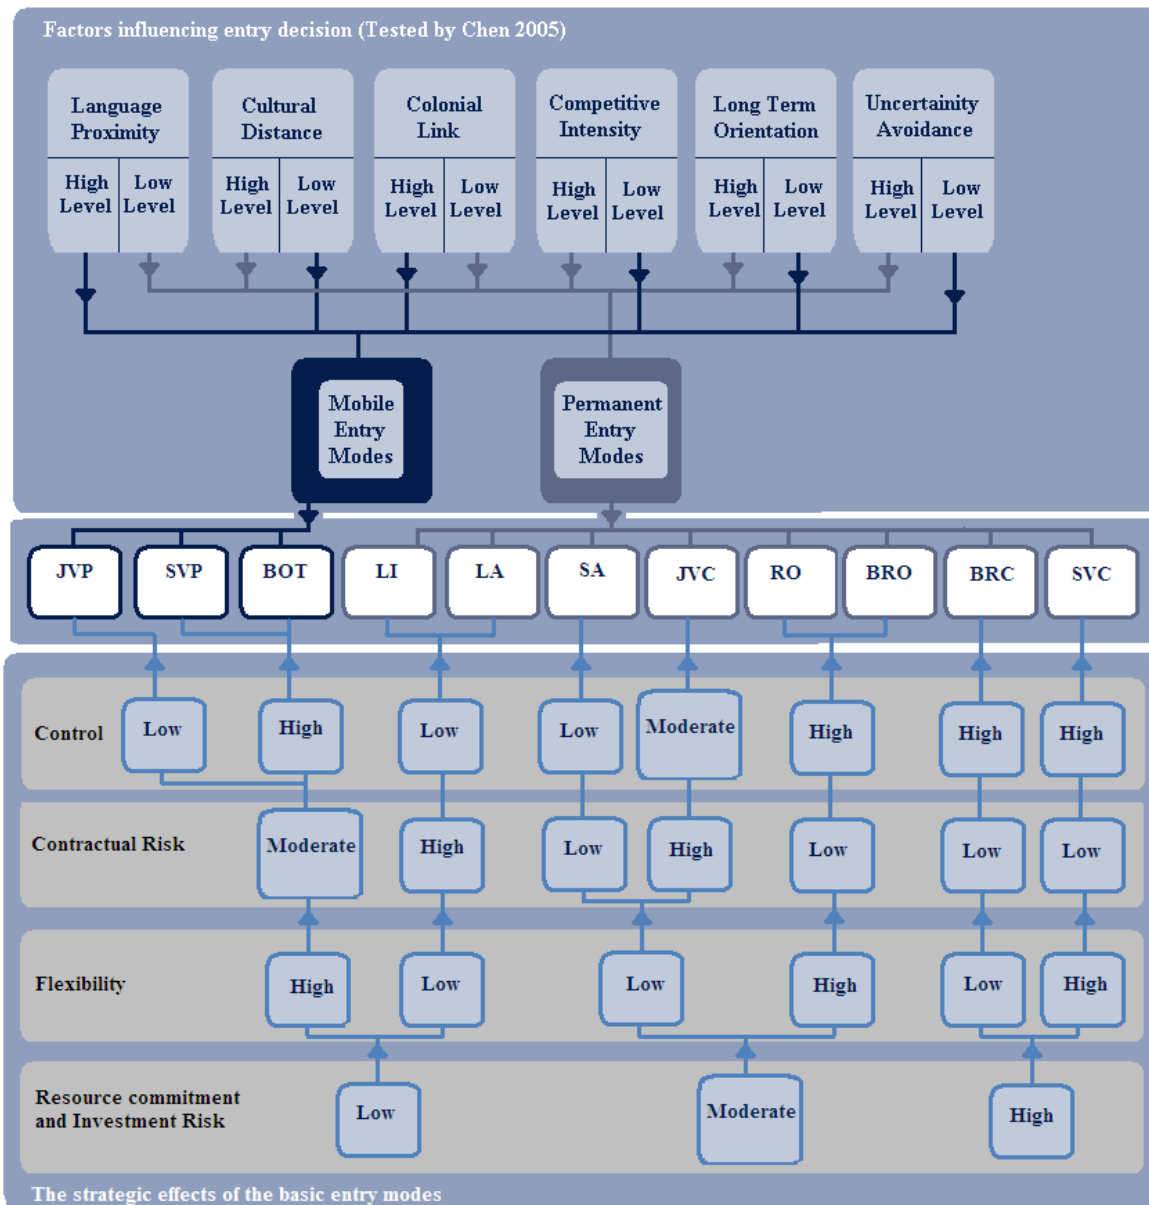 Factors influencing entry decision (Tested by Chen 2005)
Language
Proximity
High
Level
Low
Level
Cultural
Distance
High
Level
Low
Level
Colonial
Link
High
Level
Low
Level
Competitive
Intensity
High
Level
Low
Level
Long Term
Orientation
High
Level
Low
Level
Uncertainity
Avoidance
High
Level
Low
Level
Mobile
Entry
Modes
Permanent
Entry
Modes
JVP
SVP
BOT
LI
LA
SA
JVC
RO
BRO
BRC
SVC
Control
Low
High
Low
Low
Moderate
High
High
High
Contractual Risk
Moderate
High
Low
High
Low
Low
Low
Flexibility
High
Low
Low
High
Low
High
Resource commitment
and Investment Risk
Low
Moderate
High
The strategic effects of the basic entry modes